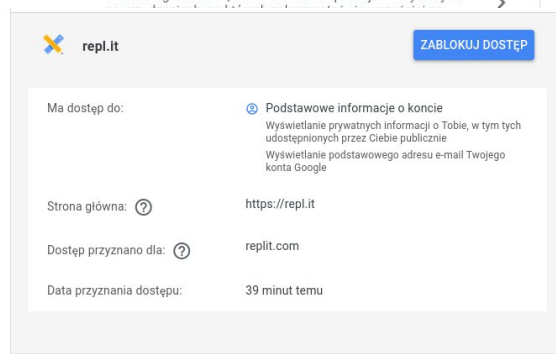 repl.it
ZABLOKUJ DOSTĘP
Ma dostęp do:
Podstawowe informacje o koncie
Wyświetlanie prywatnych informacji o Tobie, w tym tych
udostępnionych przez Ciebie publicznie
Wyświetlanie podstawowego adresu e-mail Twojego
konta Google
Strona główna: ?
https://repl.it
Dostęp przyznano dla: ?
replit.com
Data przyznania dostępu:
39 minut temu